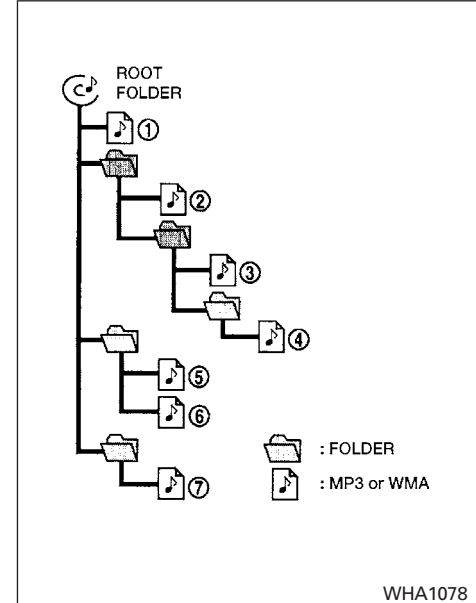 ROOT
FOLDER
①
②
③
④
⑤
⑥
⑦
: FOLDER
: MP3 or WMA
WHA1078